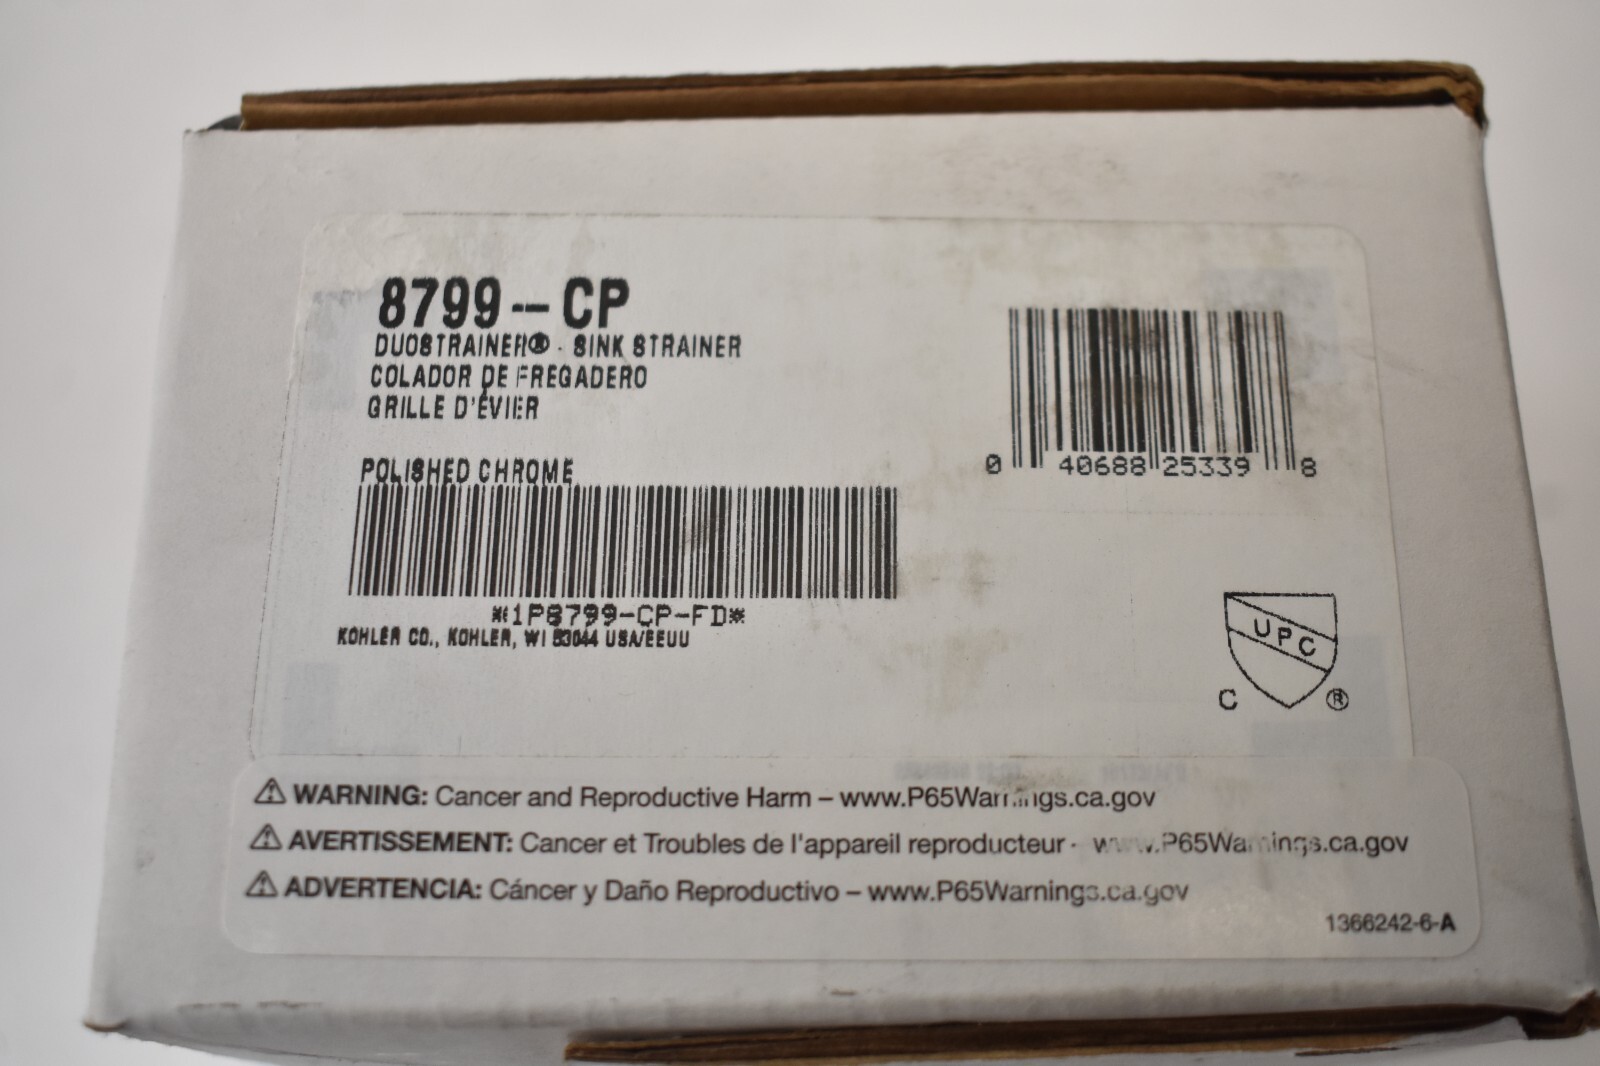 8799-CP
DUOSTRAINER® - SINK STRAINER
COLADOR DE FREGADERO
GRILLE D'ÉVIER
POLISHED CHROME
*1P8799-CP-FD*
KOHLER CO., KOHLER, WI 53044 USA/EEUU
0 40688 25339 8
UPC
C ®
⚠ WARNING: Cancer and Reproductive Harm – www.P65Warnings.ca.gov
⚠ AVERTISSEMENT: Cancer et Troubles de l'appareil reproducteur - www.P65Warnings.ca.gov
⚠ ADVERTENCIA: Cáncer y Daño Reproductivo – www.P65Warnings.ca.gov
1366242-6-A